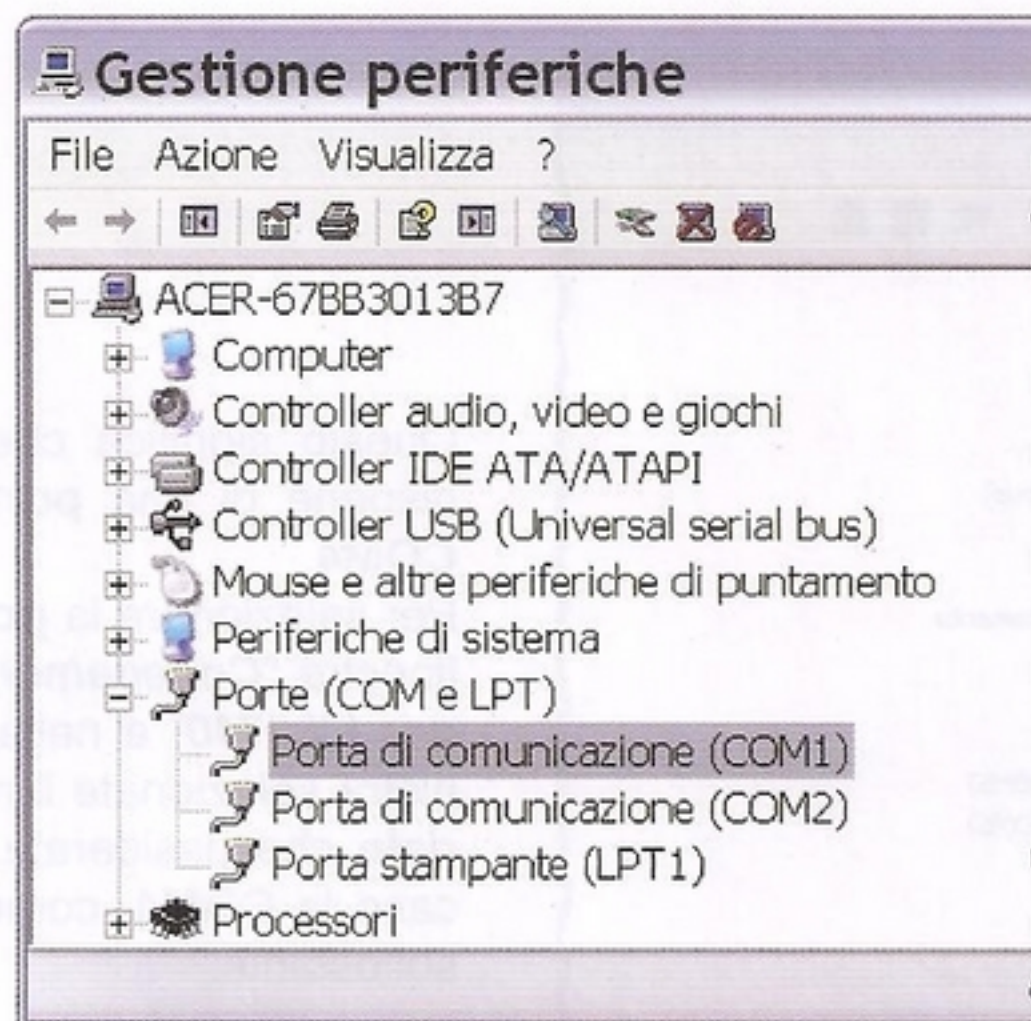 Gestione periferiche
File Azione Visualizza ?
ACER-67BB3013B7
Computer
Controller audio, video e giochi
Controller IDE ATA/ATAPI
Controller USB (Universal serial bus)
Mouse e altre periferiche di puntamento
Periferiche di sistema
Porte (COM e LPT)
Porta di comunicazione (COM1)
Porta di comunicazione (COM2)
Porta stampante (LPT1)
Processori